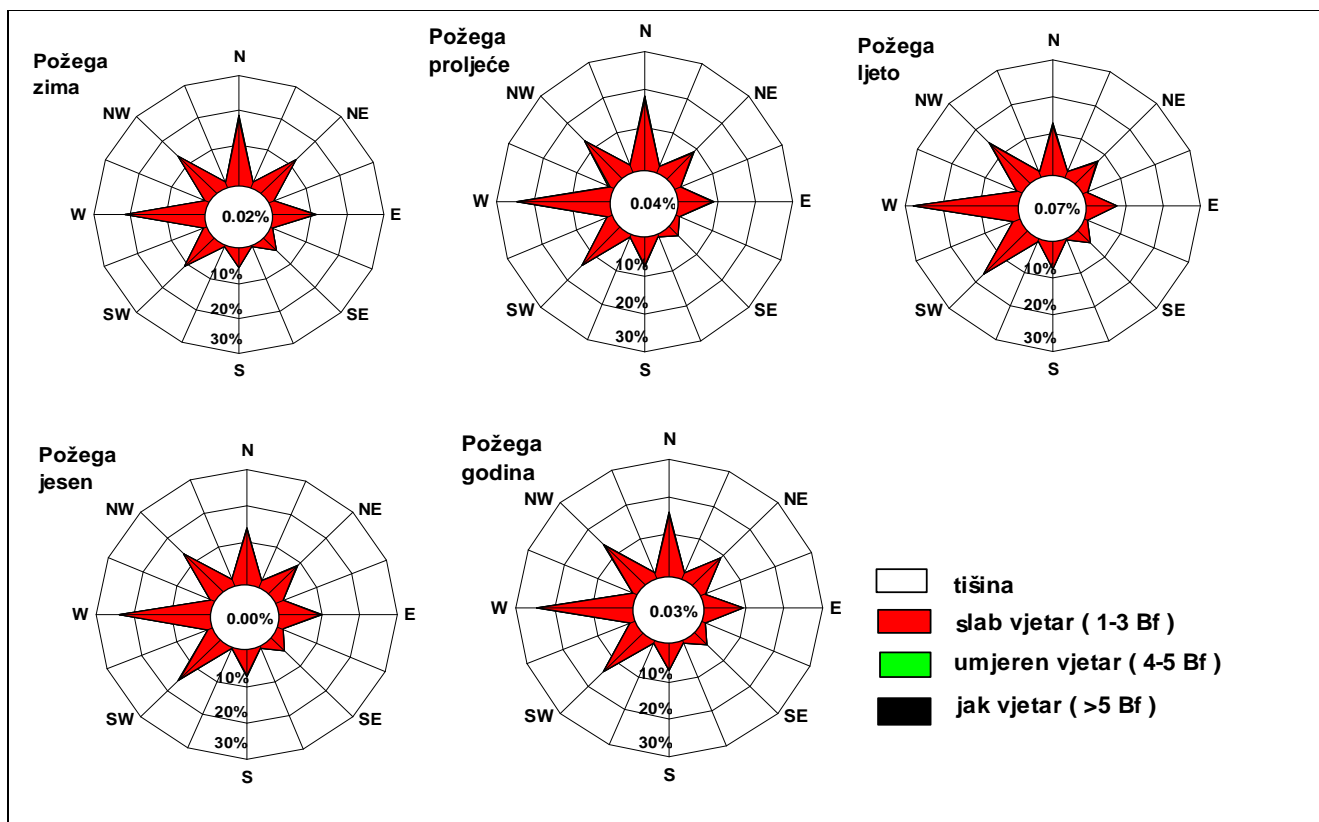 Požega
zima
N
NE
E
SE
S
SW
W
NW
0.02%
10%
20%
30%
Požega
proljeće
N
NE
E
SE
S
SW
W
NW
0.04%
10%
20%
30%
Požega
ljeto
N
NE
E
SE
S
SW
W
NW
0.07%
10%
20%
30%
Požega
jesen
N
NE
E
SE
S
SW
W
NW
0.00%
10%
20%
30%
Požega
godina
N
NE
E
SE
S
SW
W
NW
0.03%
10%
20%
30%
tišina
slab vjetar ( 1-3 Bf )
umjeren vjetar ( 4-5 Bf )
jak vjetar ( >5 Bf )